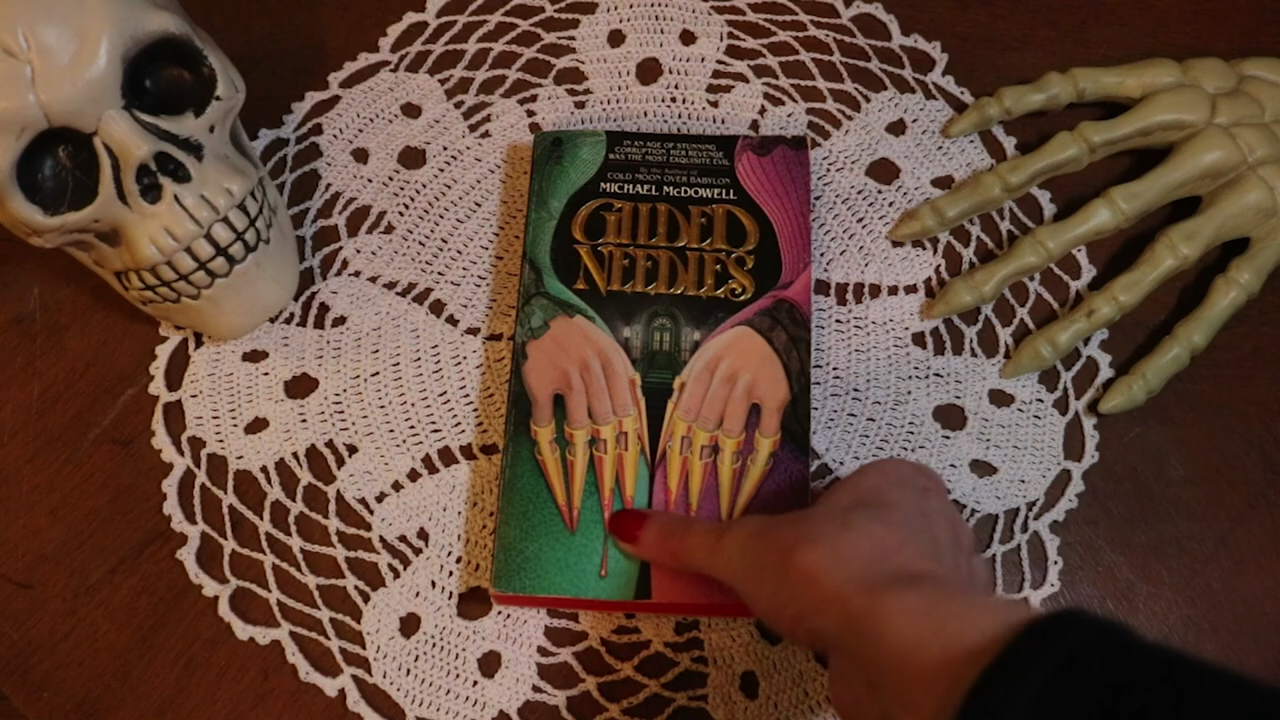 IN AN AGE OF STUNNING
CORRUPTION, HER REVENGE
WAS THE MOST EXQUISITE EVIL
By the Author of
COLD MOON OVER BABYLON
MICHAEL McDOWELL
GILDED
NEEDLES